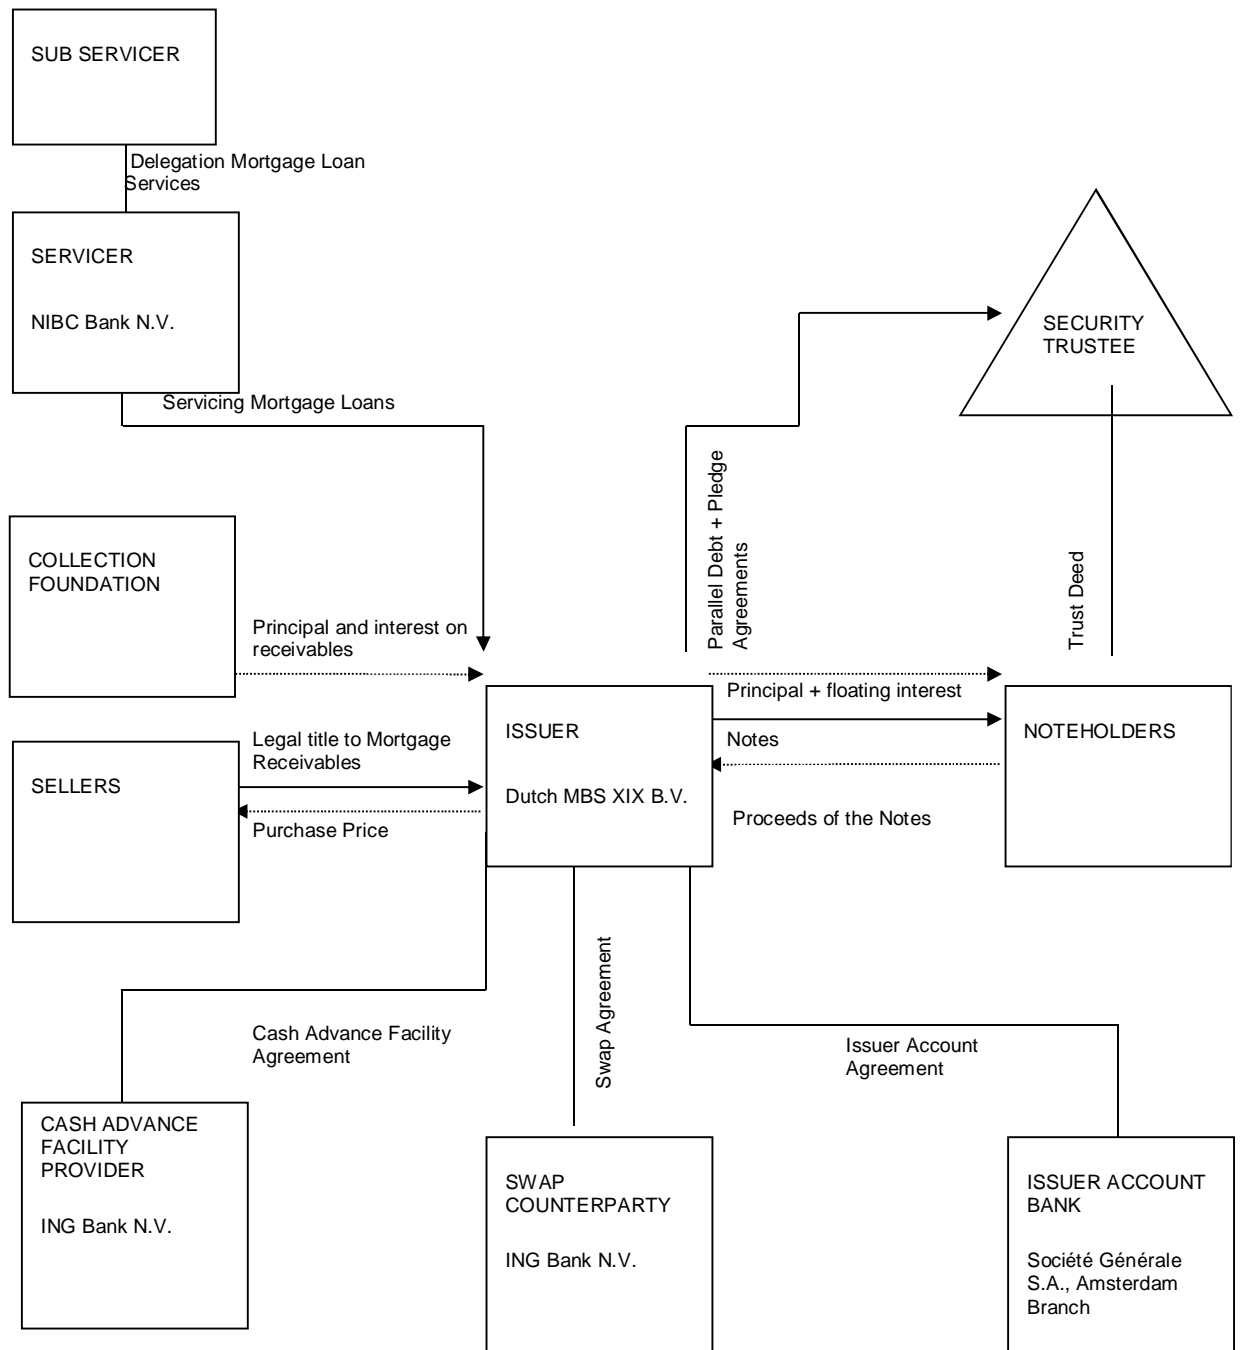 SUB SERVICER
Delegation Mortgage Loan
Services
SERVICER
NIBC Bank N.V.
Servicing Mortgage Loans
SECURITY
TRUSTEE
Parallel Debt + Pledge
Agreements
Trust Deed
COLLECTION
FOUNDATION
Principal and interest on
receivables
SELLERS
Legal title to Mortgage
Receivables
Purchase Price
ISSUER
Dutch MBS XIX B.V.
Principal + floating interest
Notes
Proceeds of the Notes
NOTEHOLDERS
Cash Advance Facility
Agreement
Swap Agreement
Issuer Account
Agreement
CASH ADVANCE
FACILITY
PROVIDER
ING Bank N.V.
SWAP
COUNTERPARTY
ING Bank N.V.
ISSUER ACCOUNT
BANK
Société Générale
S.A., Amsterdam
Branch